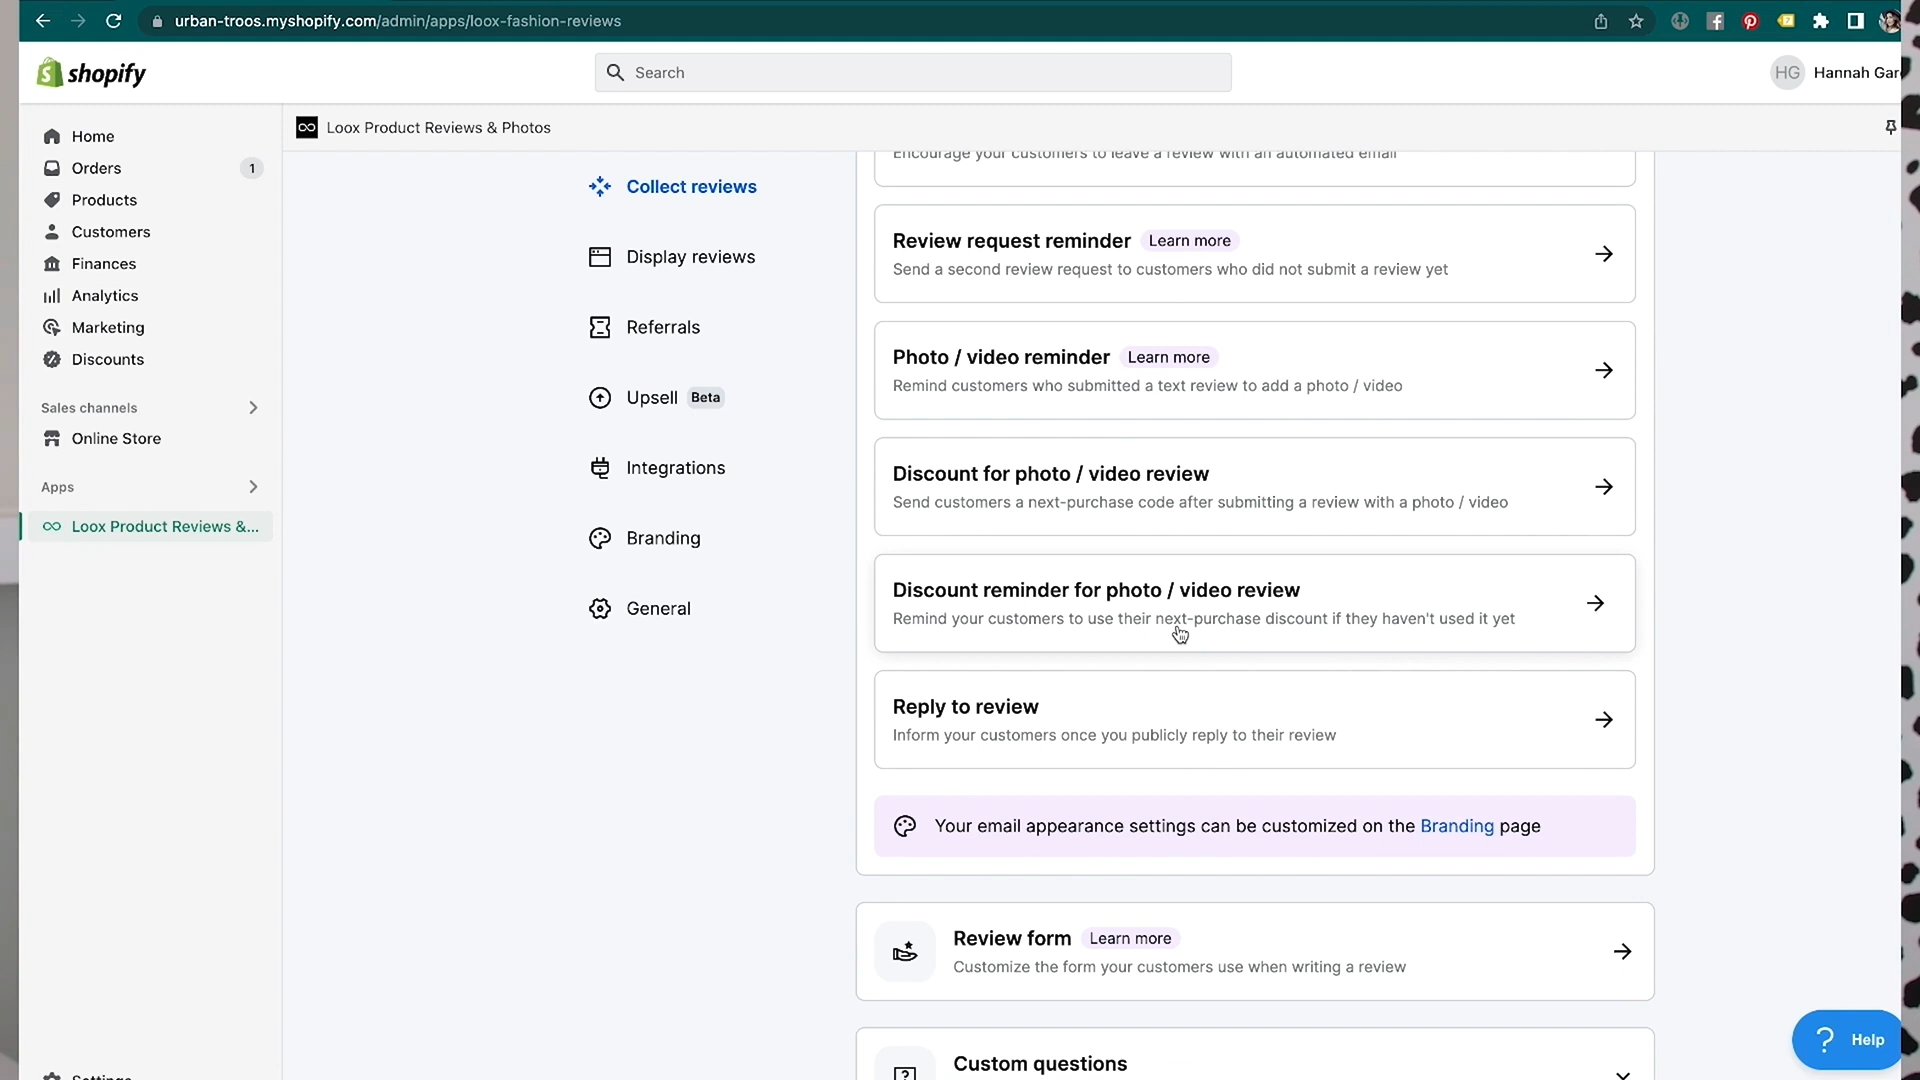 urban-troos.myshopify.com/admin/apps/loox-fashion-reviews
shopify
Search
HG Hannah Gar
Home
Orders 1
Products
Customers
Finances
Analytics
Marketing
Discounts
Sales channels
Online Store
Apps
Loox Product Reviews &...
Settings
Loox Product Reviews & Photos
Collect reviews
Display reviews
Referrals
Upsell Beta
Integrations
Branding
General
Encourage your customers to leave a review with an automated email
Review request reminder Learn more
Send a second review request to customers who did not submit a review yet
Photo / video reminder Learn more
Remind customers who submitted a text review to add a photo / video
Discount for photo / video review
Send customers a next-purchase code after submitting a review with a photo / video
Discount reminder for photo / video review
Remind your customers to use their next-purchase discount if they haven't used it yet
Reply to review
Inform your customers once you publicly reply to their review
Your email appearance settings can be customized on the Branding page
Review form Learn more
Customize the form your customers use when writing a review
Custom questions
? Help